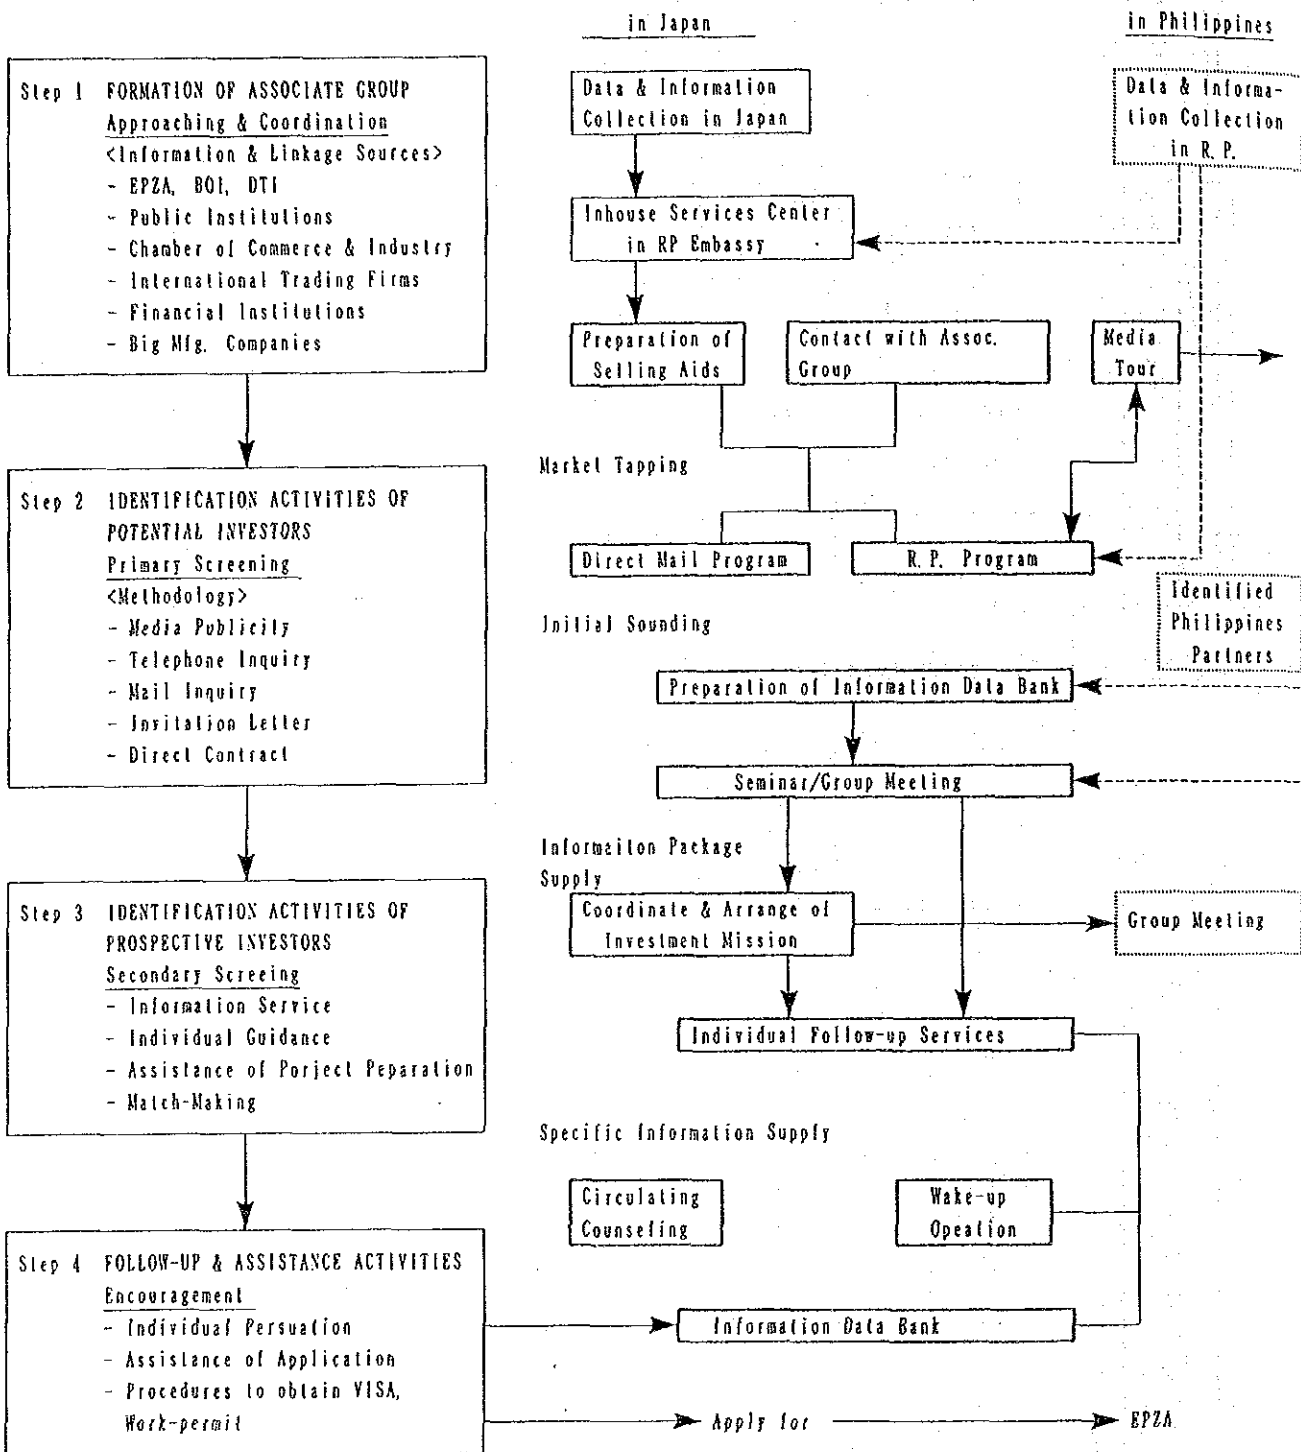 in Japan
in Philippines
Step 1 FORMATION OF ASSOCIATE GROUP
Approaching & Coordination
<Information & Linkage Sources>
- EPZA, BOI, DTI
- Public Institutions
- Chamber of Commerce & Industry
- International Trading Firms
- Financial Institutions
- Big Mfg. Companies
Step 2 IDENTIFICATION ACTIVITIES OF
POTENTIAL INVESTORS
Primary Screening
<Methodology>
- Media Publicity
- Telephone Inquiry
- Mail Inquiry
- Invitation Letter
- Direct Contract
Step 3 IDENTIFICATION ACTIVITIES OF
PROSPECTIVE INVESTORS
Secondary Screeing
- Information Service
- Individual Guidance
- Assistance of Porject Peparation
- Match-Making
Step 4 FOLLOW-UP & ASSISTANCE ACTIVITIES
Encouragement
- Individual Persuation
- Assistance of Application
- Procedures to obtain VISA,
Work-permit
Data & Information
Collection in Japan
Data & Informa-
tion Collection
in R. P.
Inhouse Services Center
in RP Embassy
Preparation of
Selling Aids
Contact with Assoc.
Group
Media
Tour
Market Tapping
Direct Mail Program
R. P. Program
Identified
Philippines
Partners
Initial Sounding
Preparation of Information Data Bank
Seminar/Group Meeting
Informaiton Package
Supply
Coordinate & Arrange of
Investment Mission
Group Meeting
Individual Follow-up Services
Specific Information Supply
Circulating
Counseling
Wake-up
Opeation
Information Data Bank
Apply for
EPZA